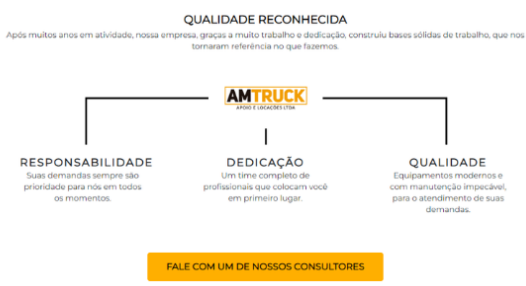 QUALIDADE RECONHECIDA
Após muitos anos em atividade, nossa empresa, graças a muito trabalho e dedicação, construiu bases sólidas de trabalho, que nos
tornaram referência no que fazemos.
AMTRUCK
APOIO E LOCAÇÕES LTDA
RESPONSABILIDADE
Suas demandas sempre são
prioridade para nós em todos
os momentos.
DEDICAÇÃO
Um time completo de
profissionais que colocam você
em primeiro lugar.
QUALIDADE
Equipamentos modernos e
com manutenção impecável,
para o atendimento de suas
demandas.
FALE COM UM DE NOSSOS CONSULTORES